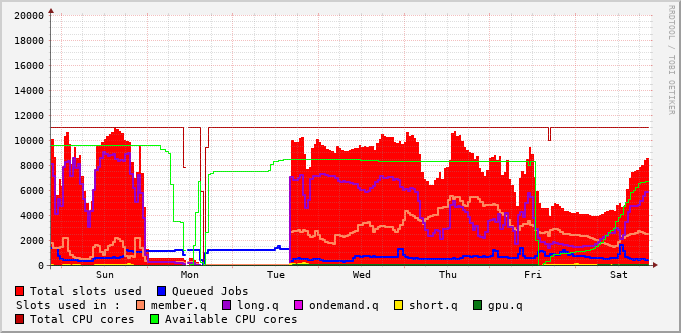 20000
18000
16000
14000
12000
10000
8000
6000
4000
2000
0
Sun Mon Tue Wed Thu Fri Sat
RRDTOOL / TOBI OETIKER
Total slots used Queued Jobs
Slots used in : member.q long.q ondemand.q short.q gpu.q
Total CPU cores Available CPU cores